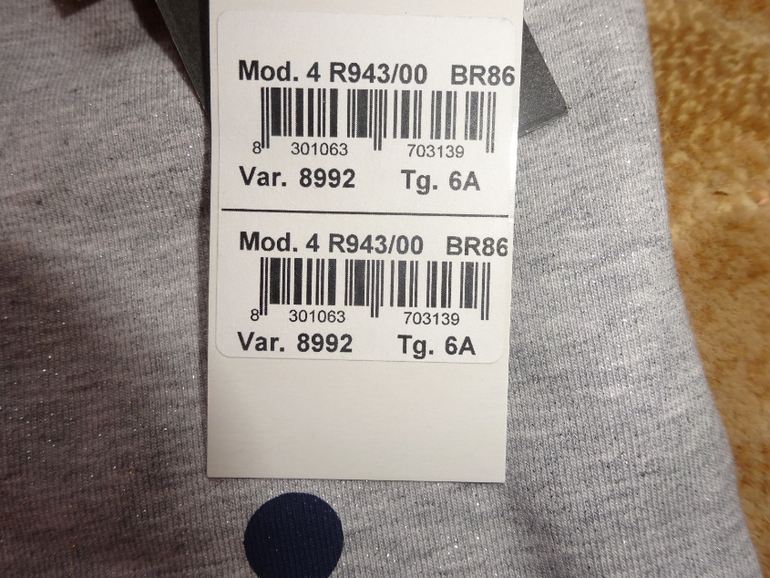 Mod. 4 R943/00 BR86
8 301063 703139
Var. 8992 Tg. 6A
Mod. 4 R943/00 BR86
8 301063 703139
Var. 8992 Tg. 6A